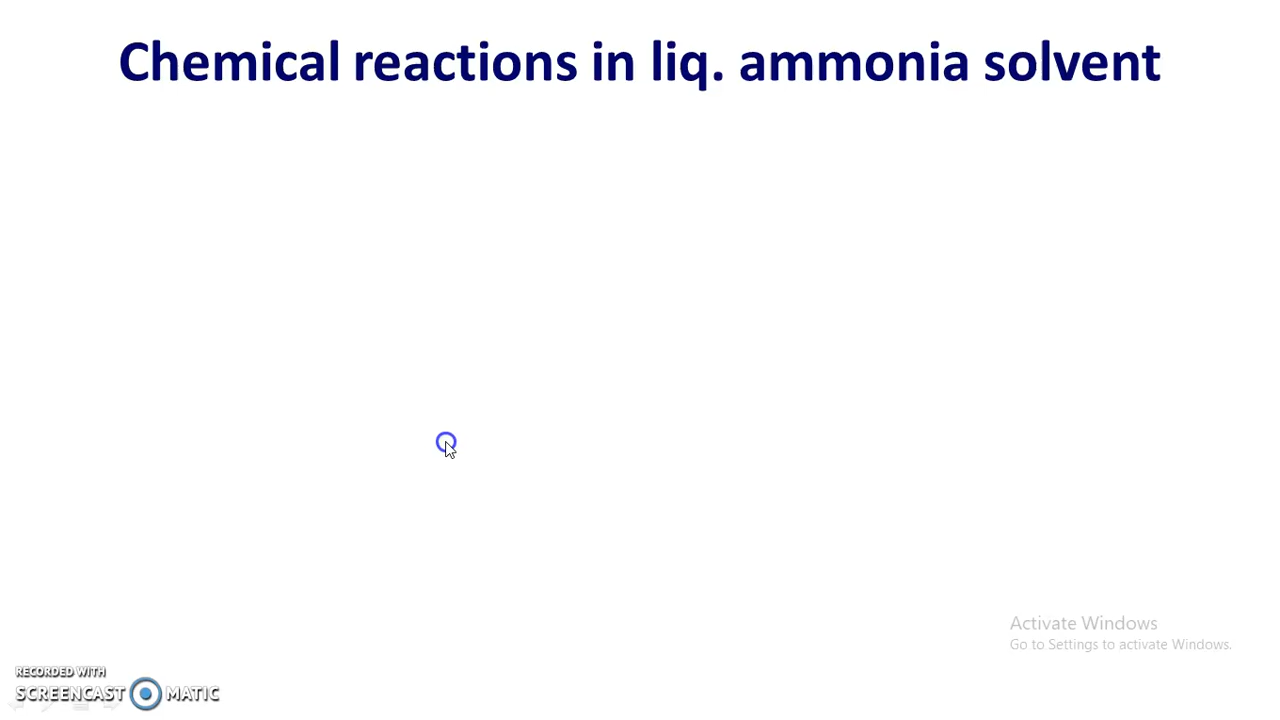 Chemical reactions in liq. ammonia solvent
Activate Windows
Go to Settings to activate Windows.
RECORDED WITH
SCREENCAST MATIC